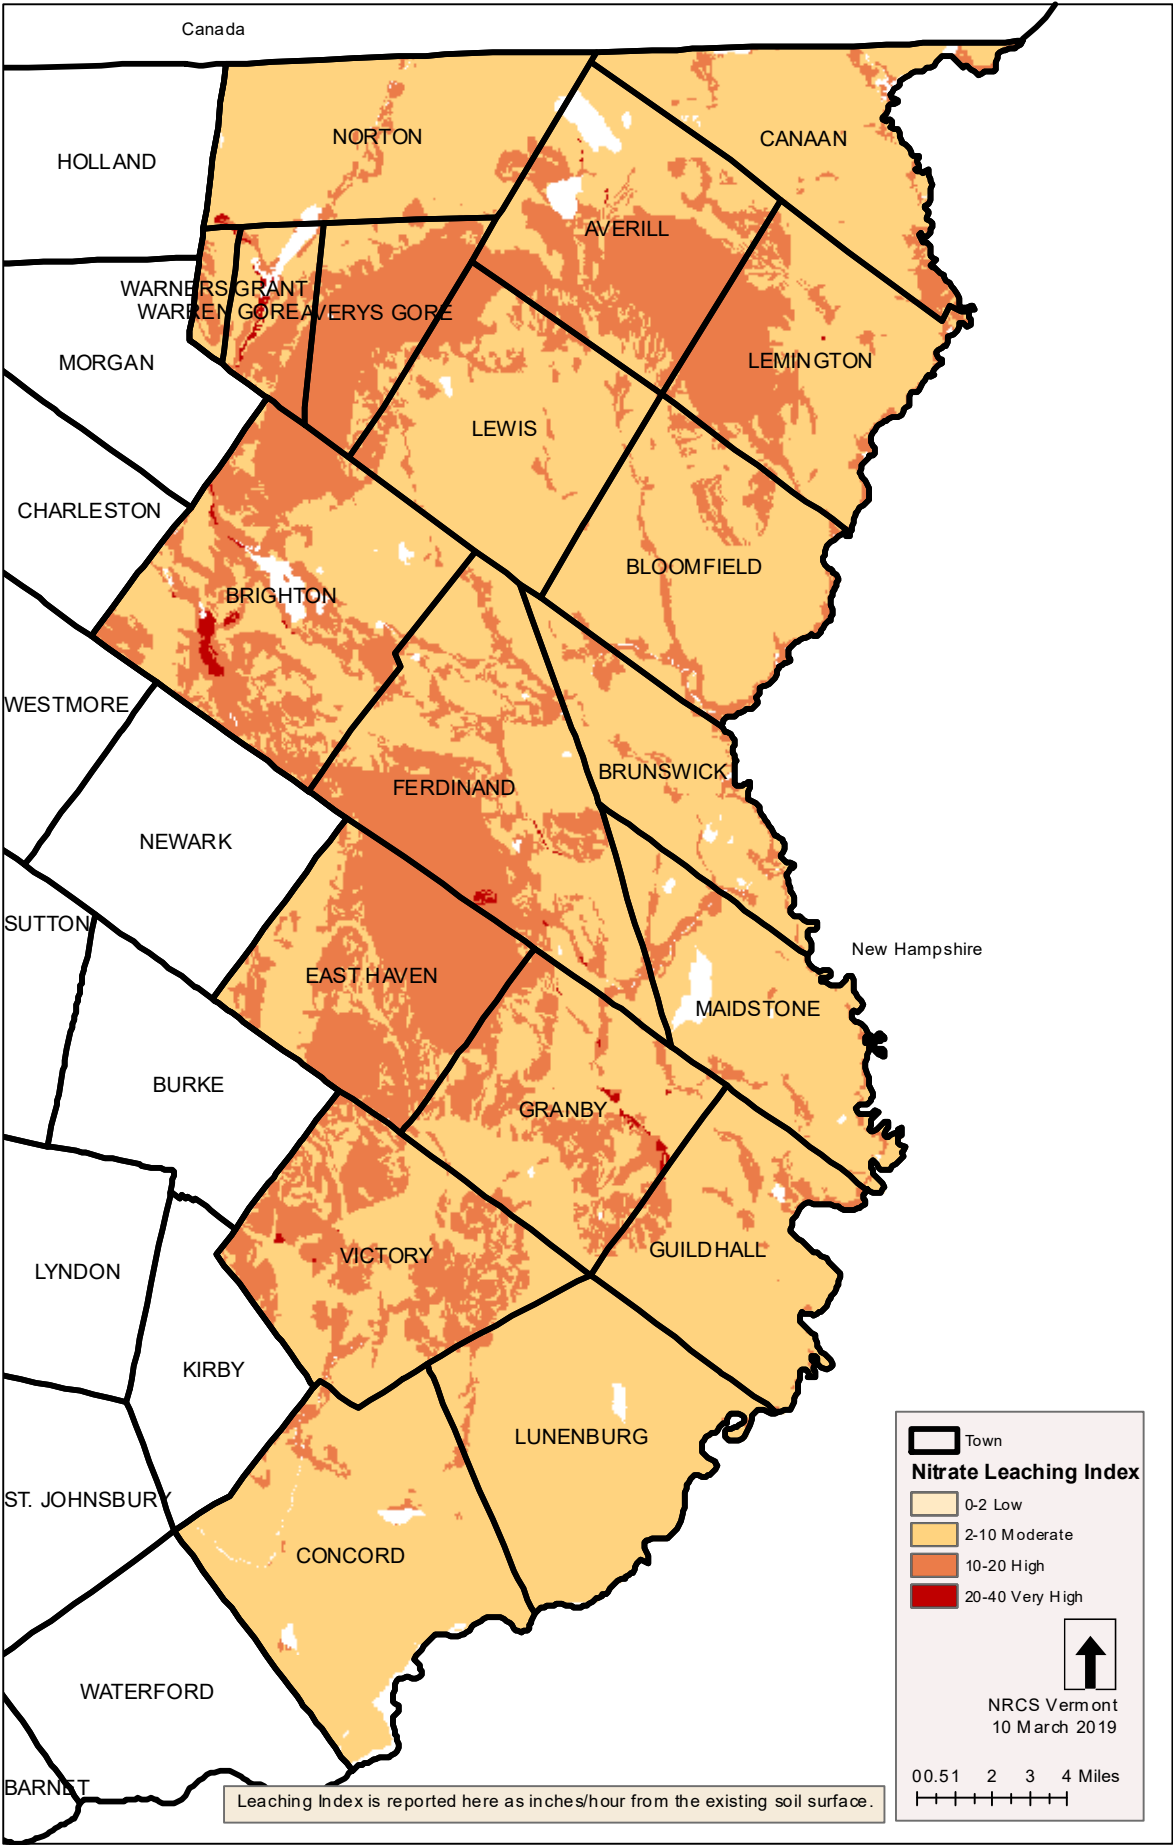 Canada
NORTON
CANAAN
HOLLAND
AVERILL
WARNERS GRANT
WARREN GORE
AVERYS GORE
MORGAN
LEMINGTON
LEWIS
CHARLESTON
BLOOMFIELD
BRIGHTON
WESTMORE
BRUNSWICK
FERDINAND
NEWARK
SUTTON
New Hampshire
EAST HAVEN
MAIDSTONE
BURKE
GRANBY
GUILDHALL
VICTORY
LYNDON
KIRBY
LUNENBURG
ST. JOHNSBURY
CONCORD
WATERFORD
BARNET
Town
Nitrate Leaching Index
0-2 Low
2-10 Moderate
10-20 High
20-40 Very High
NRCS Vermont
10 March 2019
0 0.5 1 2 3 4 Miles
Leaching Index is reported here as inches/hour from the existing soil surface.